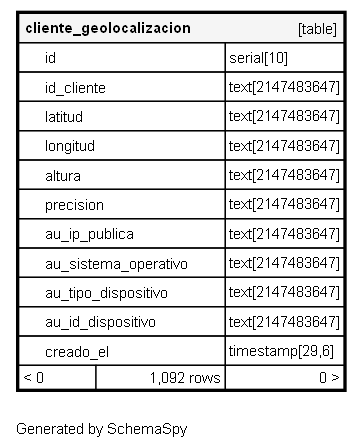 cliente_geolocalizacion [table]
id serial[10]
id_cliente text[2147483647]
latitud text[2147483647]
longitud text[2147483647]
altura text[2147483647]
precision text[2147483647]
au_ip_publica text[2147483647]
au_sistema_operativo text[2147483647]
au_tipo_dispositivo text[2147483647]
au_id_dispositivo text[2147483647]
creado_el timestamp[29,6]
< 0 1,092 rows 0 >
Generated by SchemaSpy